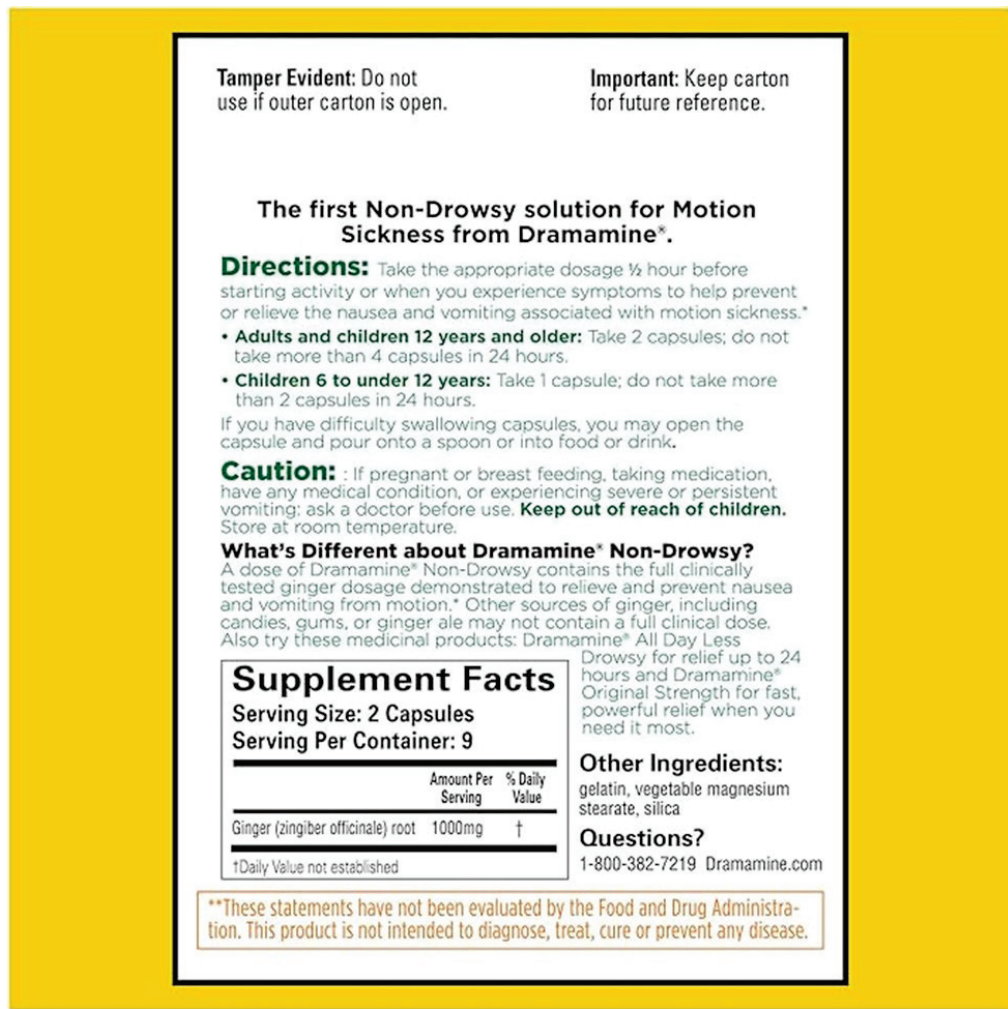 Tamper Evident: Do not
use if outer carton is open.
Important: Keep carton
for future reference.
The first Non-Drowsy solution for Motion
Sickness from Dramamine®.
Directions: Take the appropriate dosage ½ hour before
starting activity or when you experience symptoms to help prevent
or relieve the nausea and vomiting associated with motion sickness.*
• Adults and children 12 years and older: Take 2 capsules; do not
take more than 4 capsules in 24 hours.
• Children 6 to under 12 years: Take 1 capsule; do not take more
than 2 capsules in 24 hours.
If you have difficulty swallowing capsules, you may open the
capsule and pour onto a spoon or into food or drink.
Caution: : If pregnant or breast feeding, taking medication,
have any medical condition, or experiencing severe or persistent
vomiting: ask a doctor before use. Keep out of reach of children.
Store at room temperature.
What's Different about Dramamine® Non-Drowsy?
A dose of Dramamine® Non-Drowsy contains the full clinically
tested ginger dosage demonstrated to relieve and prevent nausea
and vomiting from motion.* Other sources of ginger, including
candies, gums, or ginger ale may not contain a full clinical dose.
Also try these medicinal products: Dramamine® All Day Less
Drowsy for relief up to 24
hours and Dramamine®
Original Strength for fast,
powerful relief when you
need it most.
Supplement Facts
Serving Size: 2 Capsules
Serving Per Container: 9
Amount Per
Serving
% Daily
Value
Ginger (zingiber officinale) root 1000mg †
†Daily Value not established
Other Ingredients:
gelatin, vegetable magnesium
stearate, silica
Questions?
1-800-382-7219 Dramamine.com
**These statements have not been evaluated by the Food and Drug Administra-
tion. This product is not intended to diagnose, treat, cure or prevent any disease.